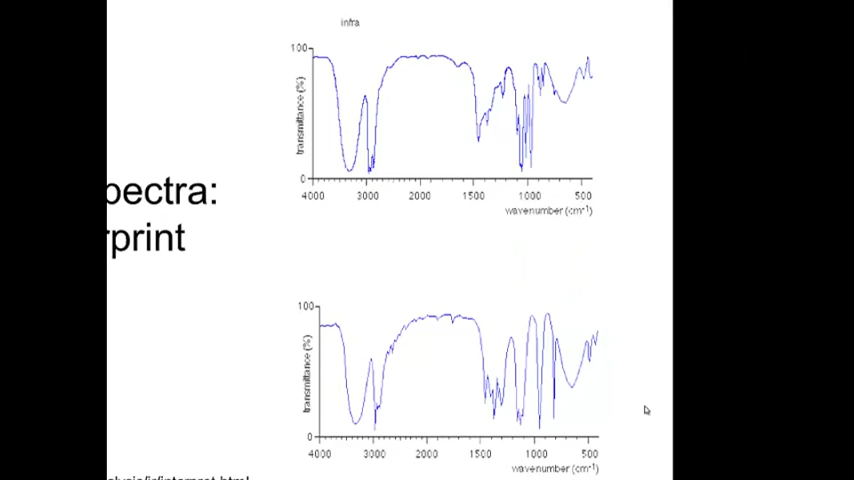 infra
100
transmittance (%)
0
4000 3000 2000 1500 1000 500
wavenumber (cm-1)
pectra:
rprint
100
transmittance (%)
0
4000 3000 2000 1500 1000 500
wavenumber (cm-1)